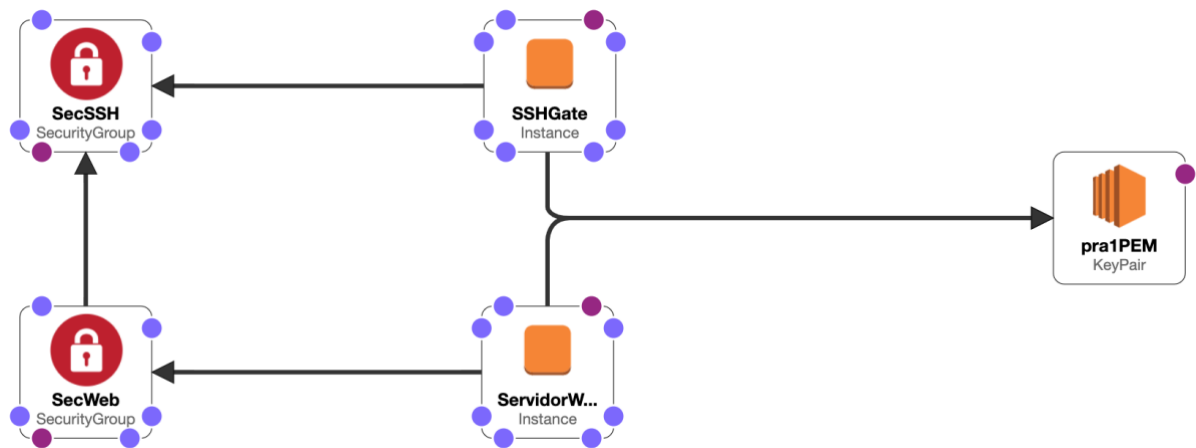 SecSSH
SecurityGroup
SSHGate
Instance
pra1PEM
KeyPair
SecWeb
SecurityGroup
ServidorW...
Instance